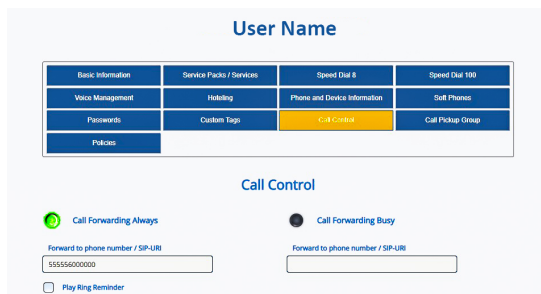 User Name
Basic Information Service Packs / Services Speed Dial 8 Speed Dial 100
Voice Management Hoteling Phone and Device Information Soft Phones
Passwords Custom Tags Call Control Call Pickup Group
Policies
Call Control
Call Forwarding Always Call Forwarding Busy
Forward to phone number / SIP-URI Forward to phone number / SIP-URI
555556000000
Play Ring Reminder